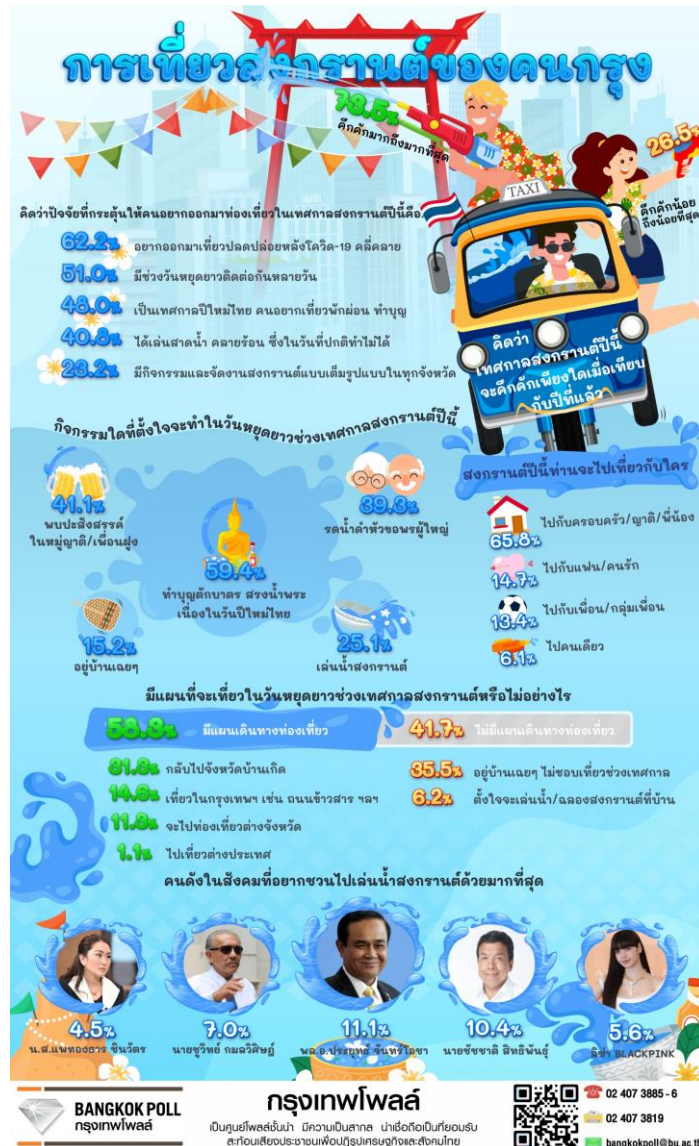 การเที่ยวสงกรานต์ของคนกรุง
73.5%
คึกคักมากถึงมากที่สุด
26.5%
คึกคักน้อย
ถึงน้อยที่สุด
TAXI
คิดว่า
เทศกาลสงกรานต์ปีนี้
จะคึกคักเพียงใดเมื่อเทียบ
กับปีที่แล้ว
คิดว่าปัจจัยที่กระตุ้นให้คนอยากออกมาท่องเที่ยวในเทศกาลสงกรานต์ปีนี้คือ
62.2% อยากออกมาเที่ยวปลดปล่อยหลังโควิด-19 คลี่คลาย
51.0% มีช่วงวันหยุดยาวติดต่อกันหลายวัน
48.0% เป็นเทศกาลปีใหม่ไทย คนอยากเที่ยวพักผ่อน ทำบุญ
40.8% ได้เล่นสาดน้ำ คลายร้อน ซึ่งในวันที่ปกติทำไม่ได้
23.2% มีกิจกรรมและจัดงานสงกรานต์แบบเต็มรูปแบบในทุกจังหวัด
กิจกรรมใดที่ตั้งใจจะทำในวันหยุดยาวช่วงเทศกาลสงกรานต์ปีนี้
41.1%
พบปะสังสรรค์
ในหมู่ญาติ/เพื่อนฝูง
59.4%
ทำบุญตักบาตร สรงน้ำพระ
เนื่องในวันปีใหม่ไทย
39.3%
รดน้ำดำหัวขอพรผู้ใหญ่
15.2%
อยู่บ้านเฉยๆ
25.1%
เล่นน้ำสงกรานต์
สงกรานต์ปีนี้ท่านจะไปเที่ยวกับใคร
65.8% ไปกับครอบครัว/ญาติ/พี่น้อง
14.7% ไปกับแฟน/คนรัก
13.4% ไปกับเพื่อน/กลุ่มเพื่อน
6.1% ไปคนเดียว
มีแผนที่จะเที่ยวในวันหยุดยาวช่วงเทศกาลสงกรานต์หรือไม่อย่างไร
58.3% มีแผนเดินทางท่องเที่ยว
41.7% ไม่มีแผนเดินทางท่องเที่ยว
31.3% กลับไปจังหวัดบ้านเกิด
14.6% เที่ยวในกรุงเทพฯ เช่น ถนนข้าวสาร ฯลฯ
11.3% จะไปท่องเที่ยวต่างจังหวัด
1.1% ไปเที่ยวต่างประเทศ
35.5% อยู่บ้านเฉยๆ ไม่ชอบเที่ยวช่วงเทศกาล
6.2% ตั้งใจจะเล่นน้ำ/ฉลองสงกรานต์ที่บ้าน
คนดังในสังคมที่อยากชวนไปเล่นน้ำสงกรานต์ด้วยมากที่สุด
4.5%
น.ส.แพทองธาร ชินวัตร
7.0%
นายชูวิทย์ กมลวิศิษฎ์
11.1%
พล.อ.ประยุทธ์ จันทร์โอชา
10.4%
นายชัชชาติ สิทธิพันธุ์
5.6%
ลิซ่า BLACKPINK
BANGKOK POLL
กรุงเทพโพลล์
กรุงเทพโพลล์
เป็นศูนย์โพลล์ชั้นนำ มีความเป็นสากล น่าเชื่อถือเป็นที่ยอมรับ
สะท้อนเสียงประชาชนเพื่อปฏิรูปเศรษฐกิจและสังคมไทย
02 407 3885 - 6
02 407 3819
bangkokpoll@bu.ac.t